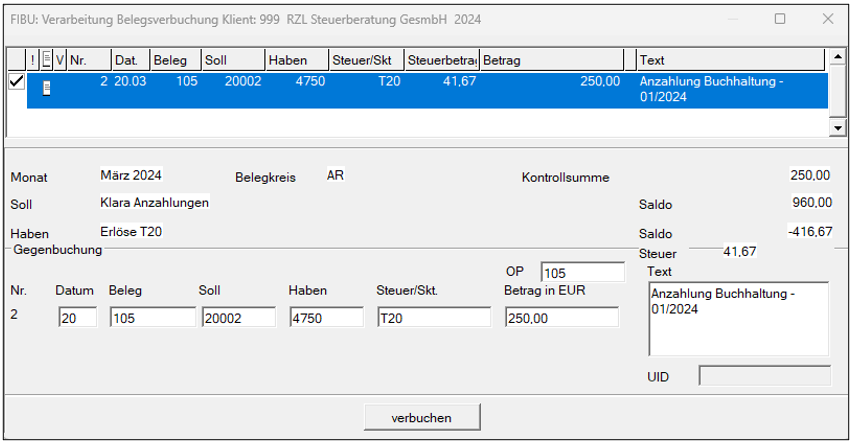 FIBU: Verarbeitung Belegsverbuchung Klient: 999 RZL Steuerberatung GesmbH 2024
! V Nr. Dat. Beleg Soll Haben Steuer/Skt Steuerbetrag Betrag Text
2 20.03 105 20002 4750 T20 41,67 250,00 Anzahlung Buchhaltung -
01/2024
Monat März 2024 Belegkreis AR Kontrollsumme 250,00
Soll Klara Anzahlungen Saldo 960,00
Haben Erlöse T20 Saldo -416,67
Gegenbuchung Steuer 41,67
OP 105 Text
Nr. Datum Beleg Soll Haben Steuer/Skt. Betrag in EUR
2 20 105 20002 4750 T20 250,00
Anzahlung Buchhaltung -
01/2024
UID
verbuchen